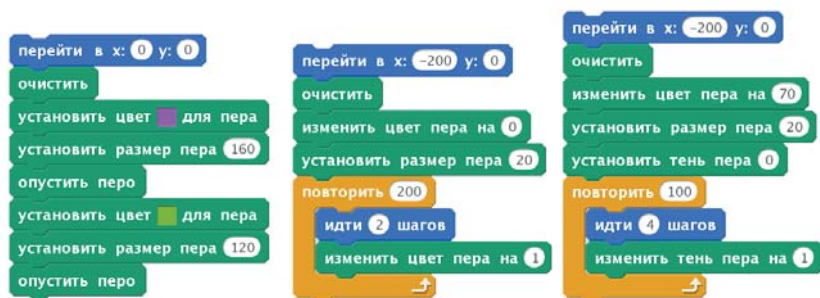 перейти в x: 0 y: 0
очистить
установить цвет для пера
установить размер пера 160
опустить перо
установить цвет для пера
установить размер пера 120
опустить перо
перейти в x: -200 y: 0
очистить
изменить цвет пера на 0
установить размер пера 20
повторить 200
идти 2 шагов
изменить цвет пера на 1
перейти в x: -200 y: 0
очистить
изменить цвет пера на 70
установить размер пера 20
установить тень пера 0
повторить 100
идти 4 шагов
изменить тень пера на 1